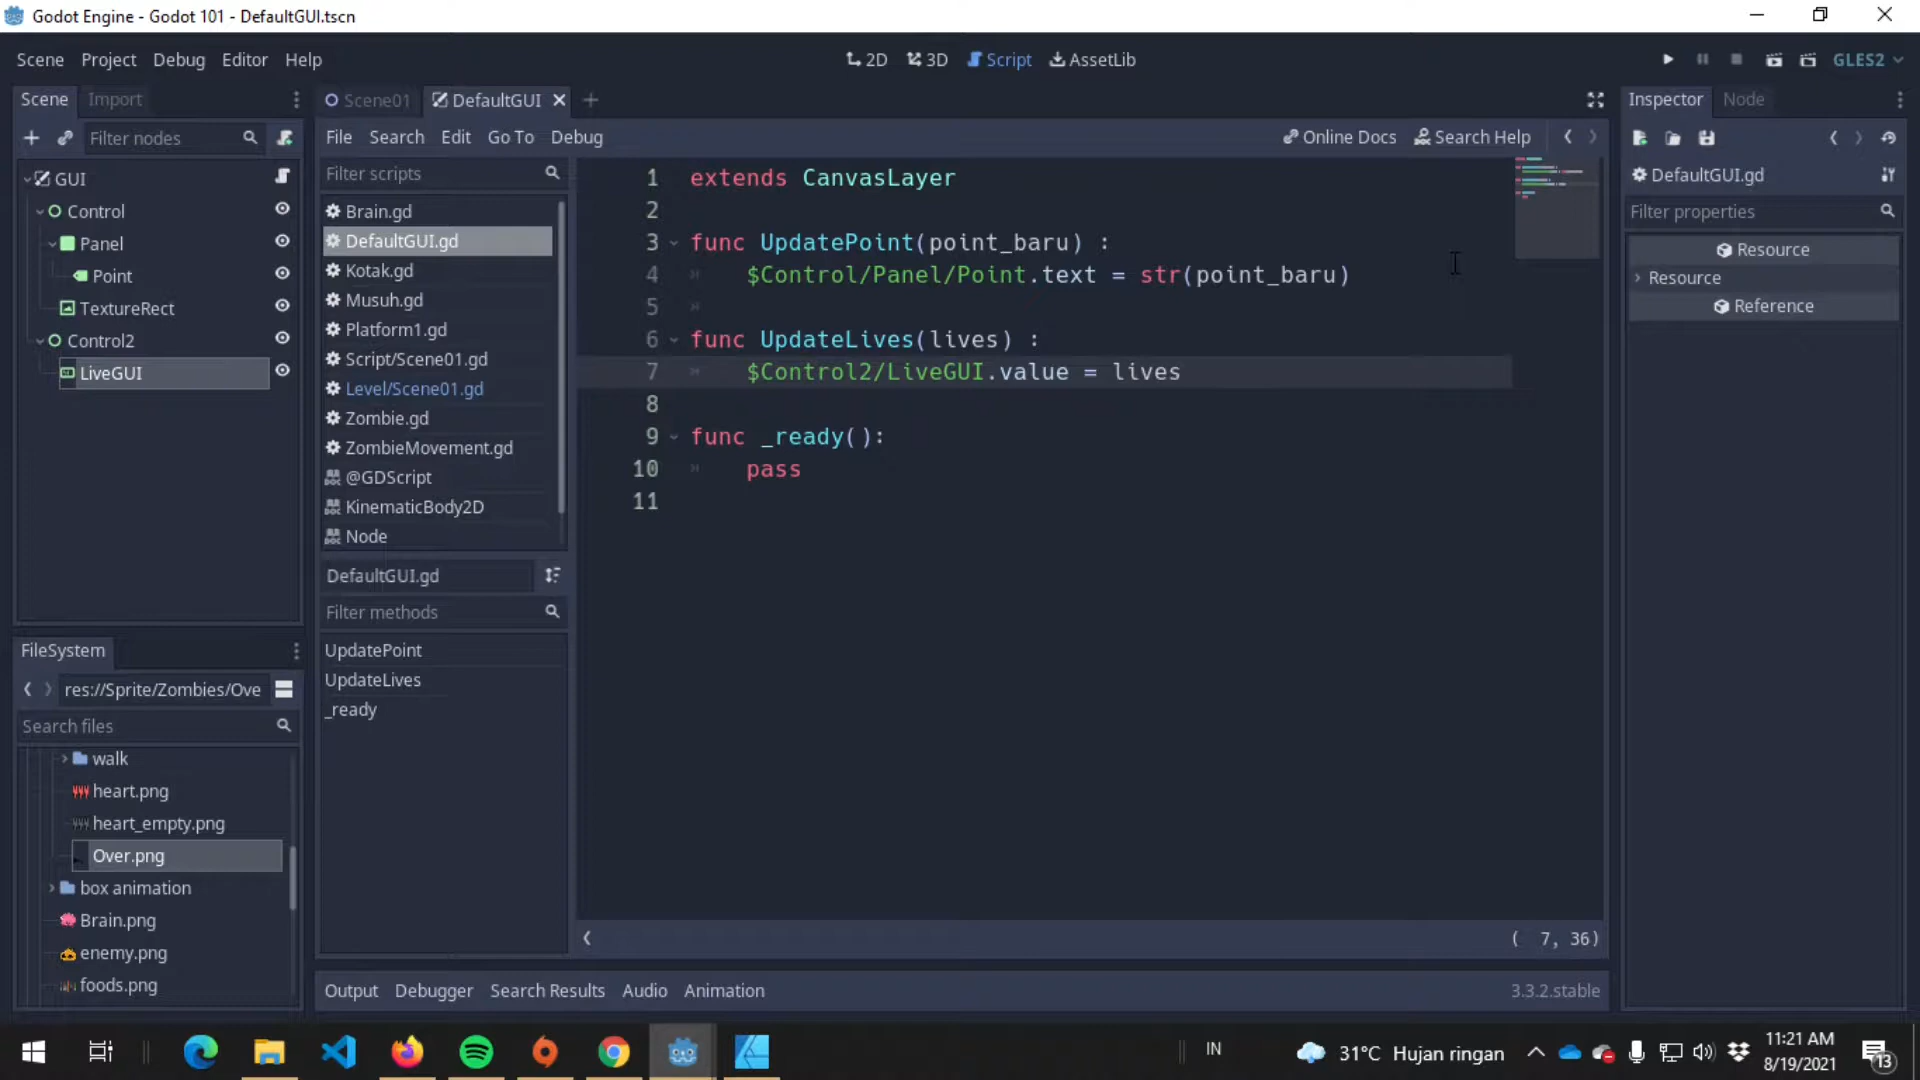 Godot Engine - Godot 101 - DefaultGUI.tscn
Scene Project Debug Editor Help
2D 3D Script AssetLib
GLES2
Scene Import
Filter nodes
GUI
Control
Panel
Point
TextureRect
Control2
LiveGUI
FileSystem
res://Sprite/Zombies/Ove
Search files
walk
heart.png
heart_empty.png
Over.png
box animation
Brain.png
enemy.png
foods.png
Scene01 DefaultGUI
File Search Edit Go To Debug
Online Docs Search Help
Filter scripts
Brain.gd
DefaultGUI.gd
Kotak.gd
Musuh.gd
Platform1.gd
Script/Scene01.gd
Level/Scene01.gd
Zombie.gd
ZombieMovement.gd
@GDScript
KinematicBody2D
Node
DefaultGUI.gd
Filter methods
UpdatePoint
UpdateLives
_ready
1 extends CanvasLayer
2
3 func UpdatePoint(point_baru) :
4 $Control/Panel/Point.text = str(point_baru)
5
6 func UpdateLives(lives) :
7 $Control2/LiveGUI.value = lives
8
9 func _ready():
10 pass
11
( 7, 36)
Output Debugger Search Results Audio Animation
3.3.2.stable
Inspector Node
DefaultGUI.gd
Filter properties
Resource
Resource
Reference
IN
31°C Hujan ringan
11:21 AM
8/19/2021
13